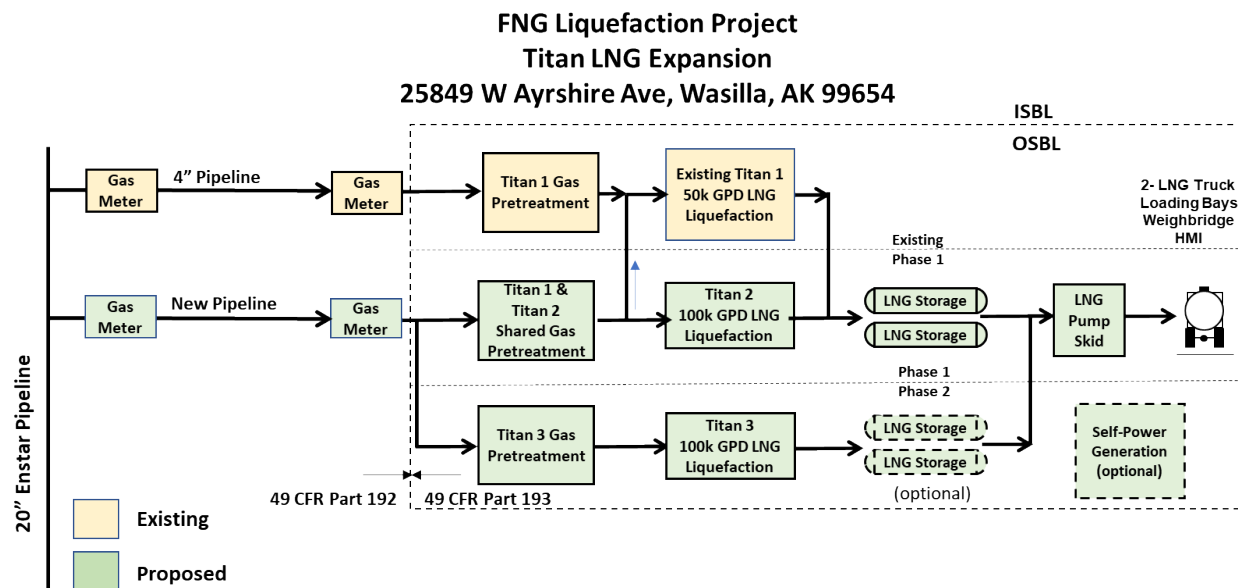 FNG Liquefaction Project
Titan LNG Expansion
25849 W Ayrshire Ave, Wasilla, AK 99654
ISBL
OSBL
Gas
Meter
4” Pipeline
Gas
Meter
Titan 1 Gas
Pretreatment
Existing Titan 1
50k GPD LNG
Liquefaction
2- LNG Truck
Loading Bays
Weighbridge
HMI
Existing
Phase 1
Gas
Meter
New Pipeline
Gas
Meter
Titan 1 &
Titan 2
Shared Gas
Pretreatment
Titan 2
100k GPD LNG
Liquefaction
LNG Storage
LNG Storage
LNG
Pump
Skid
Phase 1
Phase 2
Titan 3 Gas
Pretreatment
Titan 3
100k GPD LNG
Liquefaction
LNG Storage
LNG Storage
(optional)
Self-Power
Generation
(optional)
49 CFR Part 192
49 CFR Part 193
20” Enstar Pipeline
Existing
Proposed